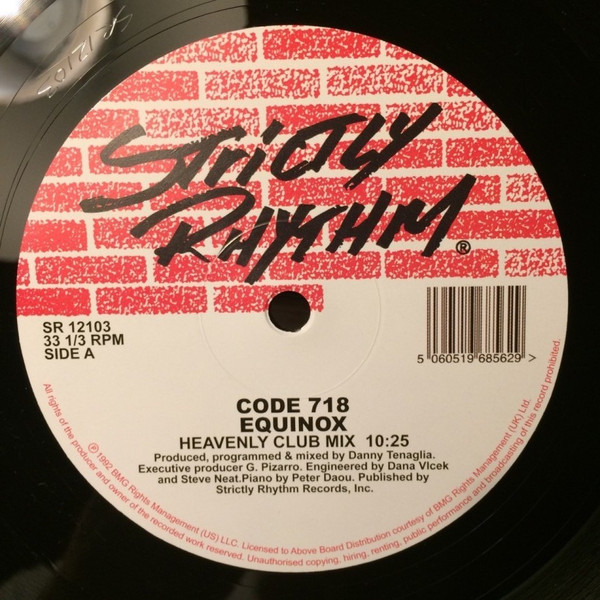 SR12103
STRICTLY
RHYTHM®
SR 12103
33 1/3 RPM
SIDE A
5 060519 685629 >
CODE 718
EQUINOX
HEAVENLY CLUB MIX 10:25
Produced, programmed & mixed by Danny Tenaglia.
Executive producer G. Pizarro. Engineered by Dana Vlcek
and Steve Neat.Piano by Peter Daou. Published by
Strictly Rhythm Records, Inc.
℗1992 BMG Rights Management (US) LLC. Licensed to Above Board Distribution courtesy of BMG Rights Management (UK) Ltd.
All rights of the producer and owner of the recorded work reserved. Unauthorised copying, hiring, renting, public performance and broadcasting of this record prohibited.